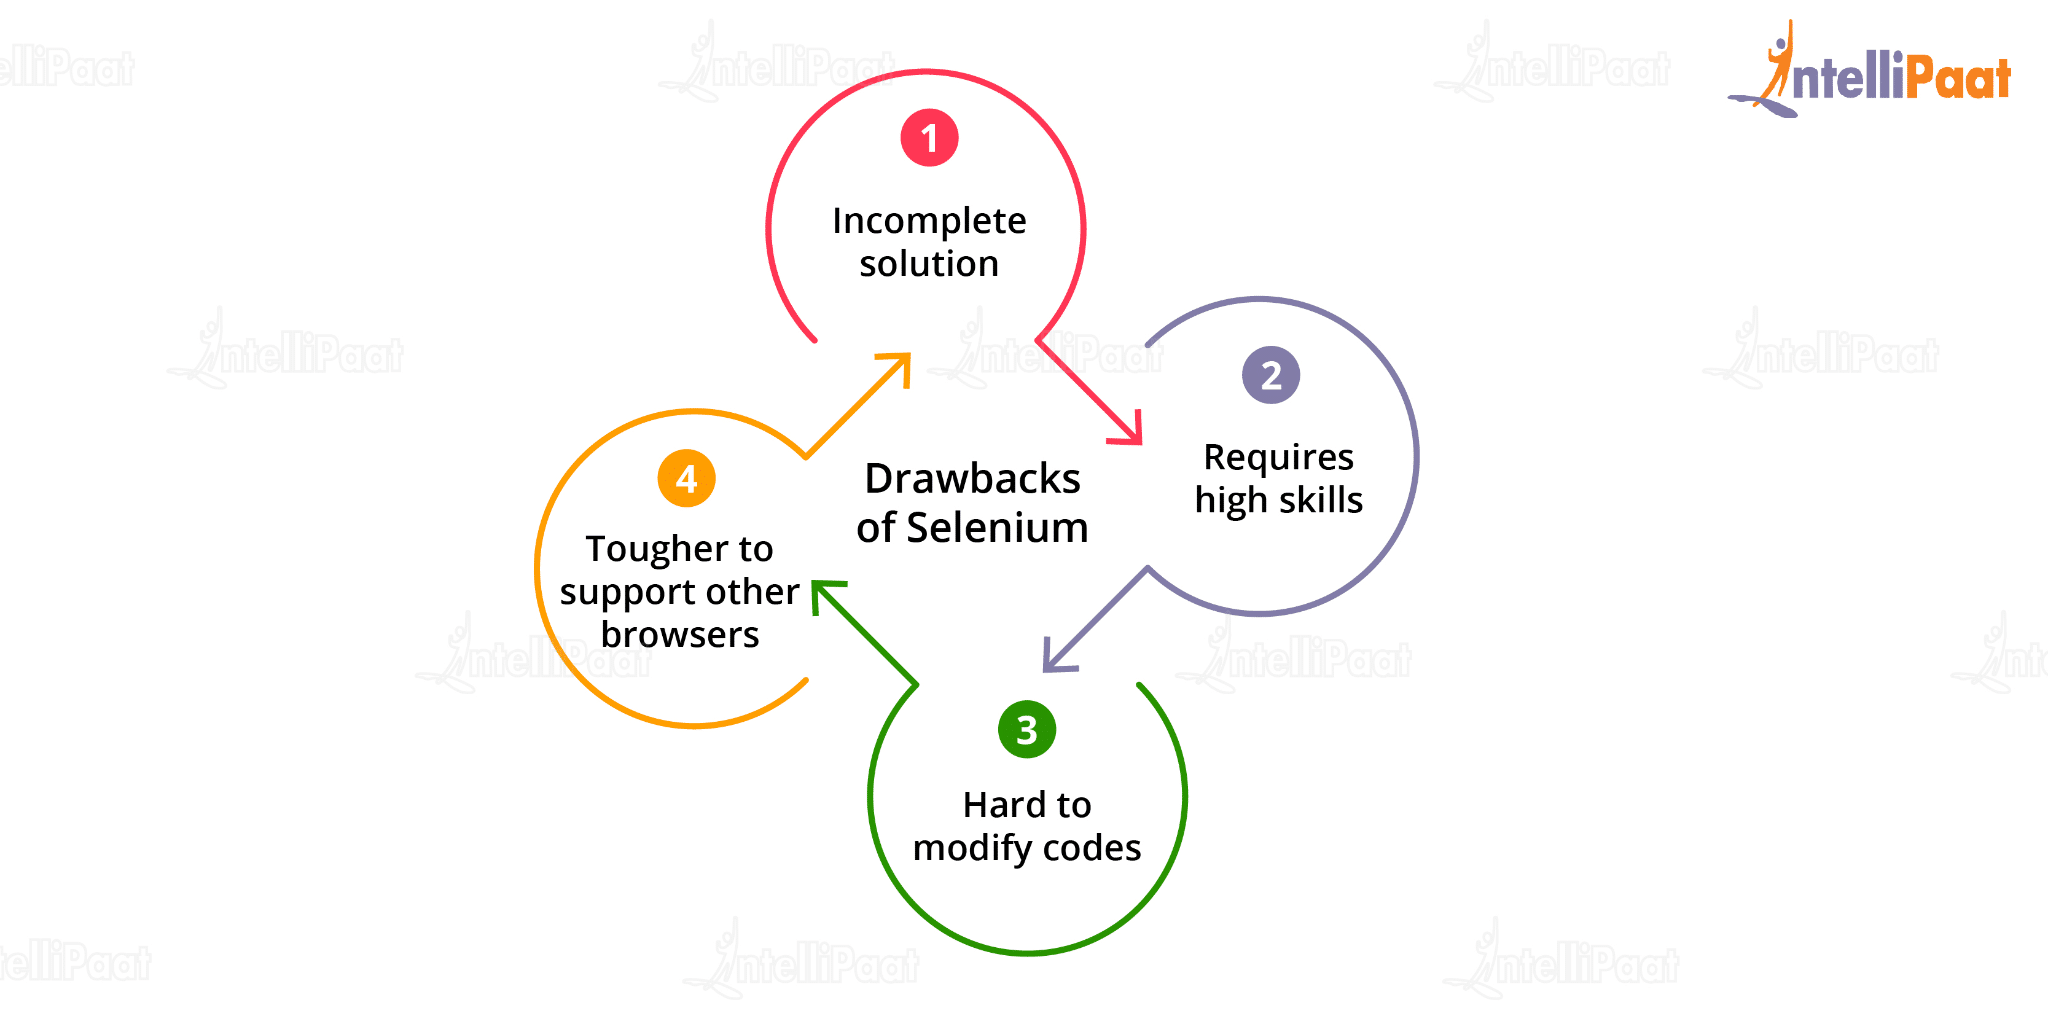 IntelliPaat
1
Incomplete
solution
2
Requires
high skills
Drawbacks
of Selenium
4
Tougher to
support other
browsers
3
Hard to
modify codes